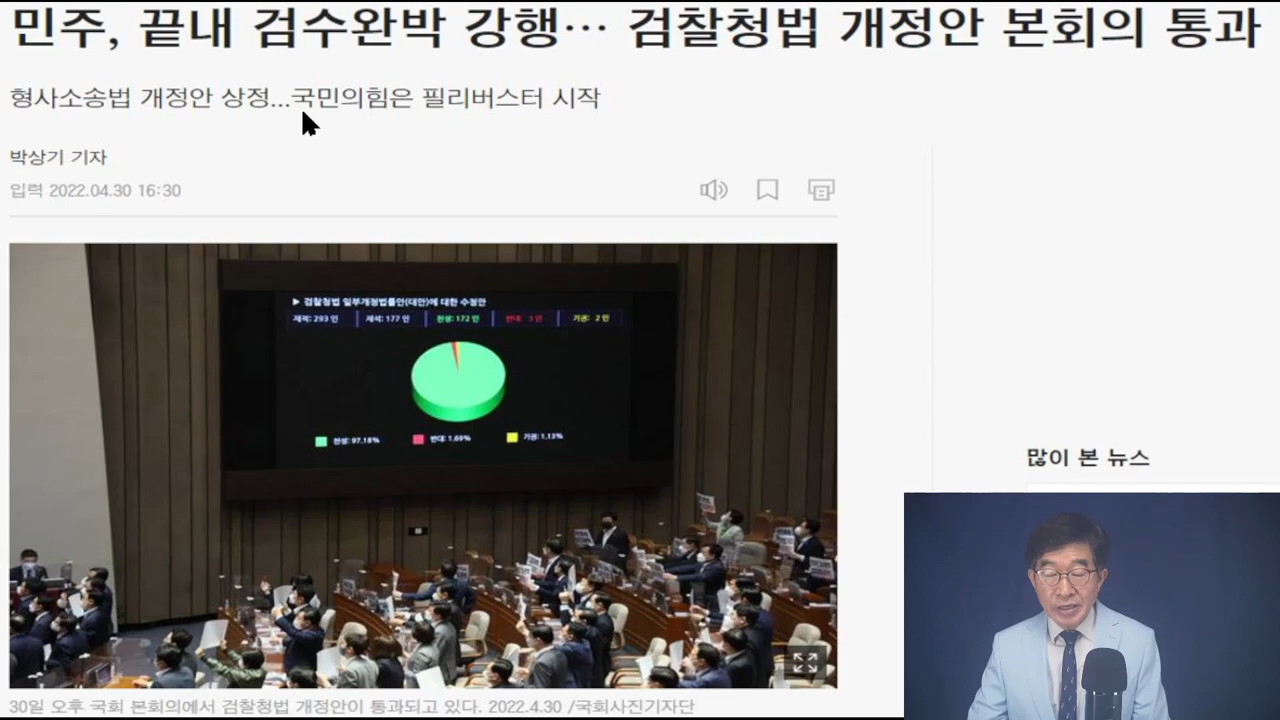 민주, 끝내 검수완박 강행… 검찰청법 개정안 본회의 통과
형사소송법 개정안 상정...국민의힘은 필리버스터 시작
박상기 기자
입력 2022.04.30 16:30
▶ 검찰청법 일부개정법률안(대안)에 대한 수정안
재적: 293 인 재석: 177 인 찬성: 172 인 반대: 3 인 기권: 2 인
찬성: 97.18% 반대: 1.69% 기권: 1.13%
많이 본 뉴스
30일 오후 국회 본회의에서 검찰청법 개정안이 통과되고 있다. 2022.4.30 /국회사진기자단